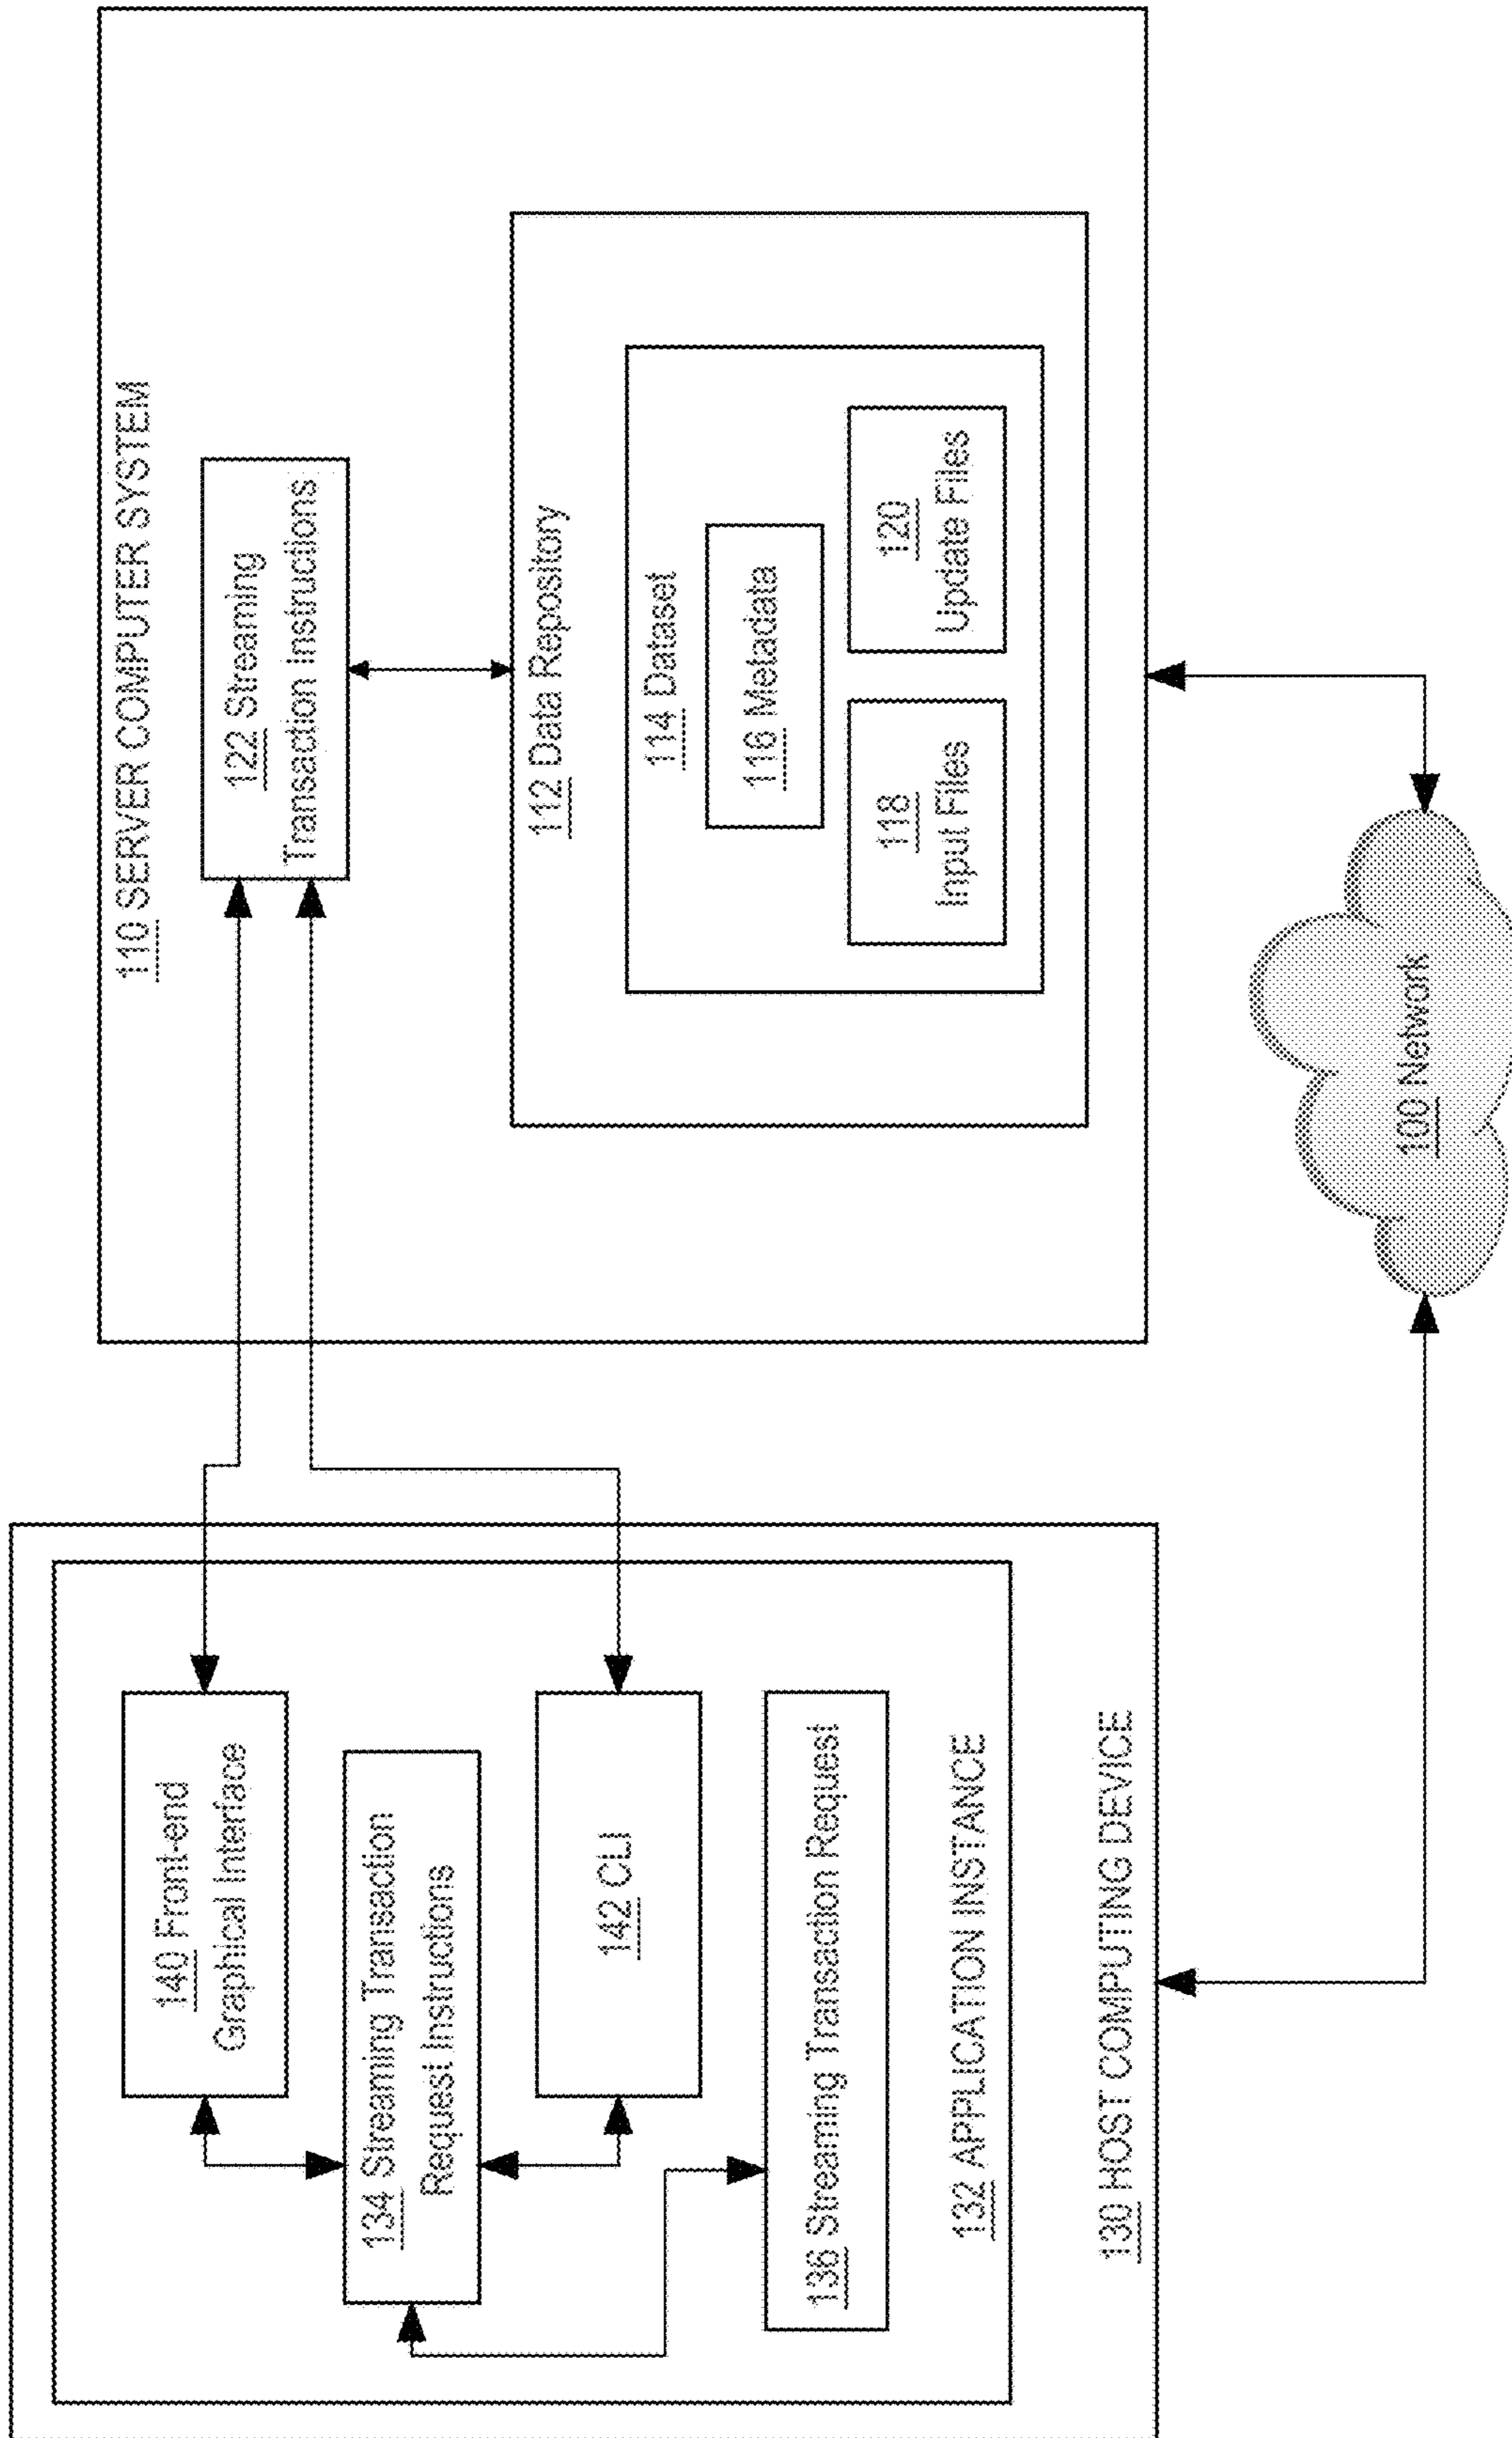 110 SERVER COMPUTER SYSTEM
122 Streaming
Transaction Instructions
112 Data Repository
114 Dataset
116 Metadata
118
Input Files
120
Update Files
140 Front-end
Graphical Interface
134 Streaming Transaction
Request Instructions
142 CLI
136 Streaming Transaction Request
132 APPLICATION INSTANCE
130 HOST COMPUTING DEVICE
100 Network